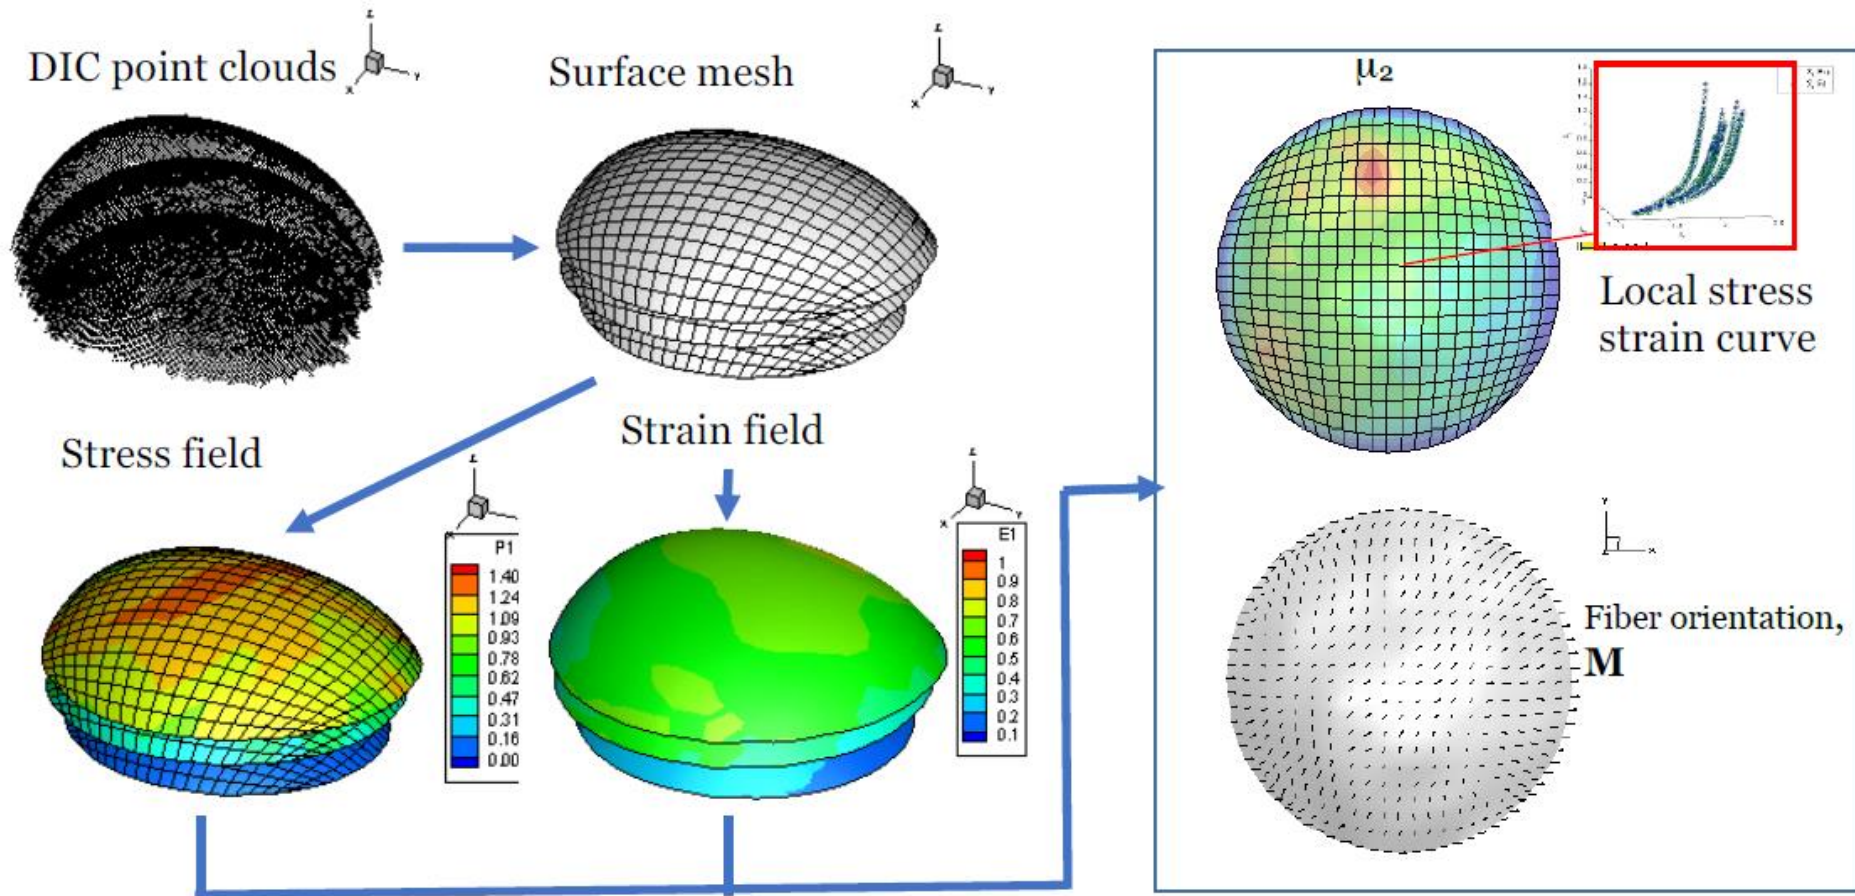 DIC point clouds
Surface mesh
μ₂
Local stress
strain curve
Stress field
Strain field
P1
1.40
1.24
1.09
0.93
0.78
0.62
0.47
0.31
0.16
0.00
E1
1
0.9
0.8
0.7
0.6
0.5
0.4
0.3
0.2
0.1
Fiber orientation,
M